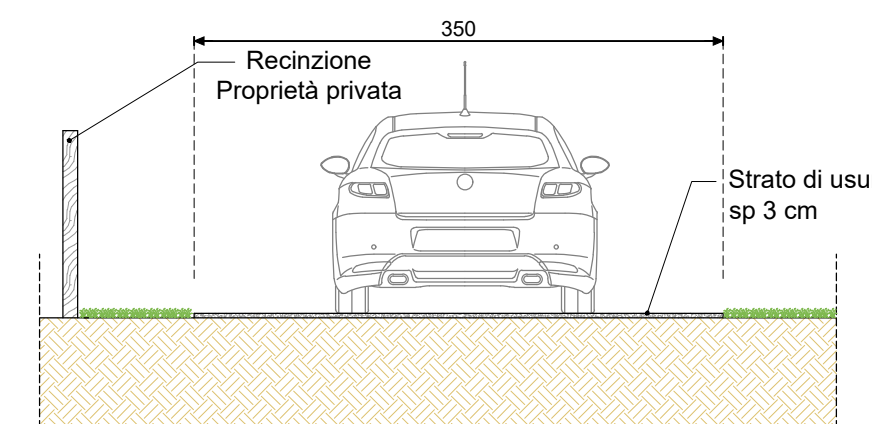 350
Recinzione
Proprietà privata
Strato di usu
sp 3 cm